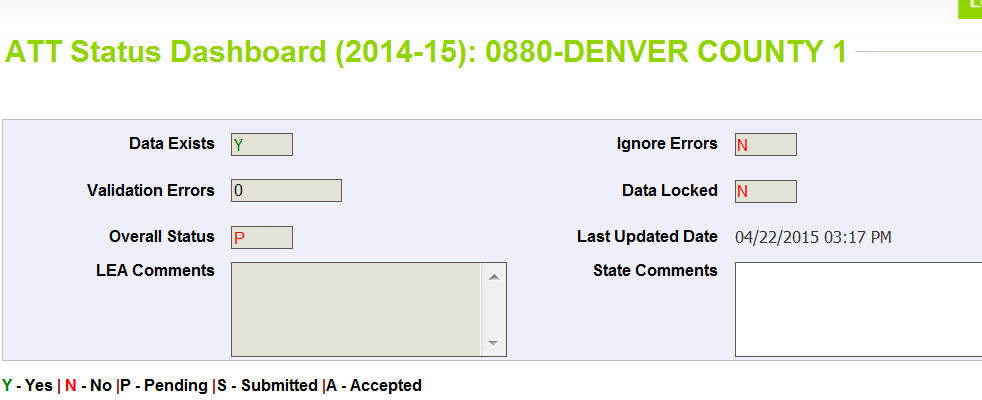 ATT Status Dashboard (2014-15): 0880-DENVER COUNTY 1
Data Exists Y Ignore Errors N
Validation Errors 0 Data Locked N
Overall Status P Last Updated Date 04/22/2015 03:17 PM
LEA Comments State Comments
Y - Yes | N - No |P - Pending |S - Submitted |A - Accepted